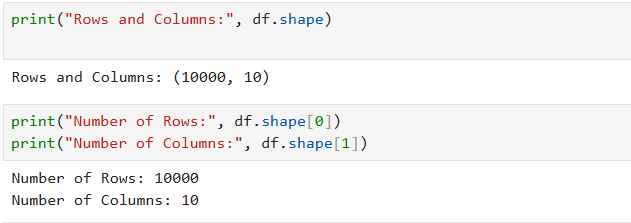 print("Rows and Columns:", df.shape)
Rows and Columns: (10000, 10)
print("Number of Rows:", df.shape[0])
print("Number of Columns:", df.shape[1])
Number of Rows: 10000
Number of Columns: 10